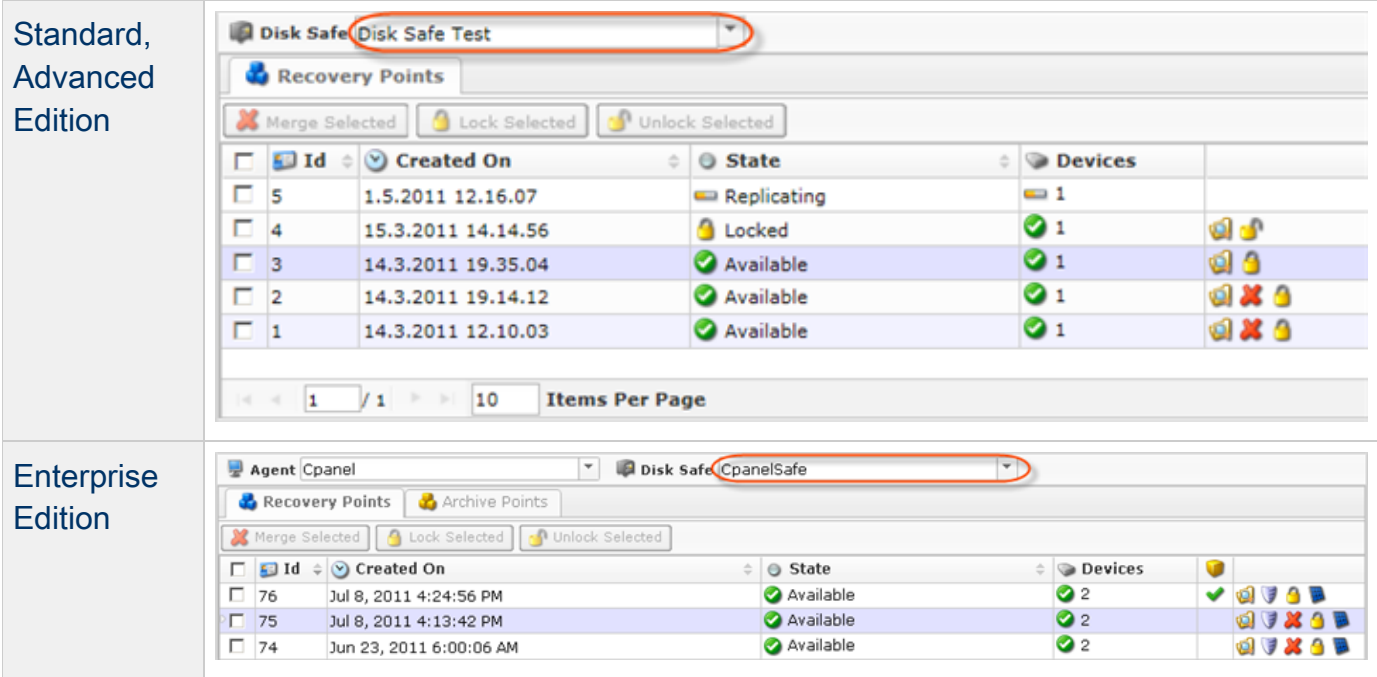 Standard,
Advanced
Edition
Disk Safe Disk Safe Test
Recovery Points
Merge Selected Lock Selected Unlock Selected
Id Created On State Devices
5 1.5.2011 12.16.07 Replicating 1
4 15.3.2011 14.14.56 Locked 1
3 14.3.2011 19.35.04 Available 1
2 14.3.2011 19.14.12 Available 1
1 14.3.2011 12.10.03 Available 1
1 / 1 10 Items Per Page
Enterprise
Edition
Agent Cpanel Disk Safe CpanelSafe
Recovery Points Archive Points
Merge Selected Lock Selected Unlock Selected
Id Created On State Devices
76 Jul 8, 2011 4:24:56 PM Available 2
75 Jul 8, 2011 4:13:42 PM Available 2
74 Jun 23, 2011 6:00:06 AM Available 2